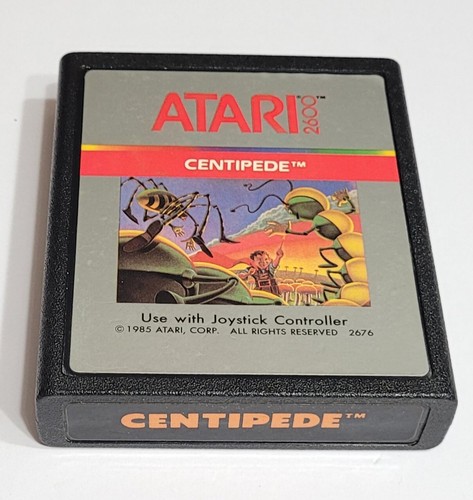 ATARI® 2600™
CENTIPEDE™
Use with Joystick Controller
© 1985 ATARI, CORP. ALL RIGHTS RESERVED 2676
CENTIPEDE™